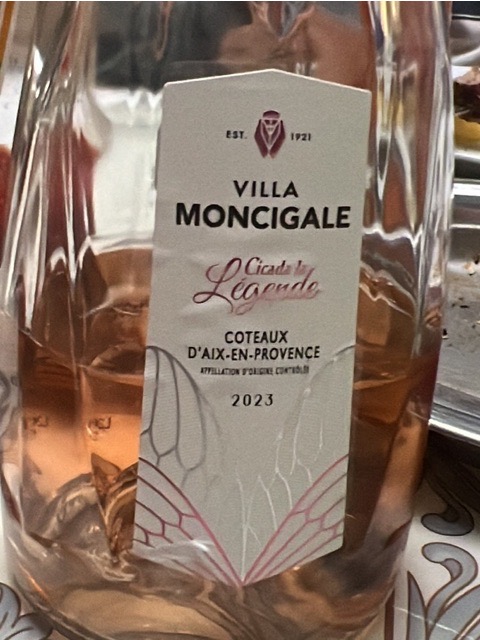 EST. 1921
VILLA
MONCIGALE
Cicada la
Légende
COTEAUX
D'AIX-EN-PROVENCE
APPELLATION D'ORIGINE CONTRÔLÉE
2023